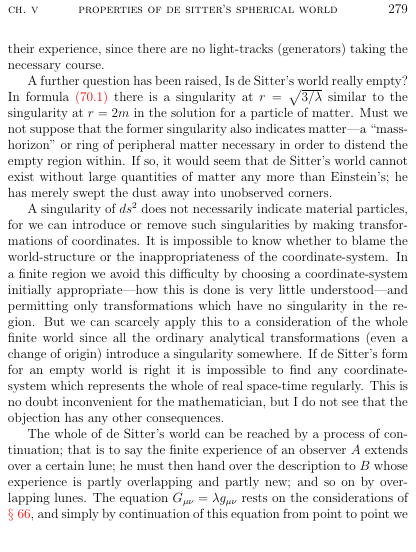 CH. V PROPERTIES OF DE SITTER'S SPHERICAL WORLD 279
their experience, since there are no light-tracks (generators) taking the
necessary course.
A further question has been raised, Is de Sitter's world really empty?
In formula (70.1) there is a singularity at r = √3/λ similar to the
singularity at r = 2m in the solution for a particle of matter. Must we
not suppose that the former singularity also indicates matter—a “mass-
horizon” or ring of peripheral matter necessary in order to distend the
empty region within. If so, it would seem that de Sitter's world cannot
exist without large quantities of matter any more than Einstein's; he
has merely swept the dust away into unobserved corners.
A singularity of ds² does not necessarily indicate material particles,
for we can introduce or remove such singularities by making transfor-
mations of coordinates. It is impossible to know whether to blame the
world-structure or the inappropriateness of the coordinate-system. In
a finite region we avoid this difficulty by choosing a coordinate-system
initially appropriate—how this is done is very little understood—and
permitting only transformations which have no singularity in the re-
gion. But we can scarcely apply this to a consideration of the whole
finite world since all the ordinary analytical transformations (even a
change of origin) introduce a singularity somewhere. If de Sitter's form
for an empty world is right it is impossible to find any coordinate-
system which represents the whole of real space-time regularly. This is
no doubt inconvenient for the mathematician, but I do not see that the
objection has any other consequences.
The whole of de Sitter's world can be reached by a process of con-
tinuation; that is to say the finite experience of an observer A extends
over a certain lune; he must then hand over the description to B whose
experience is partly overlapping and partly new; and so on by over-
lapping lunes. The equation Gμν = λgμν rests on the considerations of
§ 66, and simply by continuation of this equation from point to point we